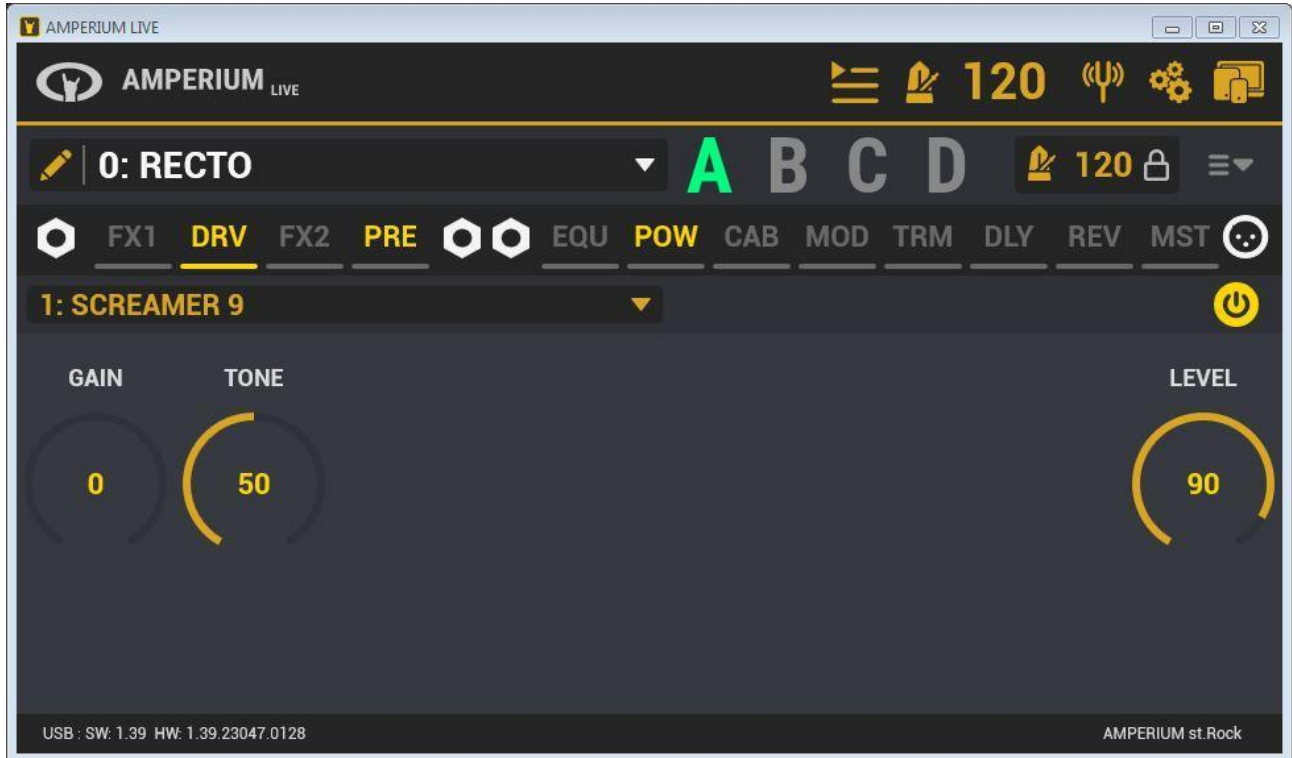 AMPERIUM LIVE
AMPERIUM LIVE 120
0: RECTO A B C D 120
FX1 DRV FX2 PRE EQU POW CAB MOD TRM DLY REV MST
1: SCREAMER 9
GAIN TONE LEVEL
0 50 90
USB : SW: 1.39 HW: 1.39.23047.0128 AMPERIUM st.Rock